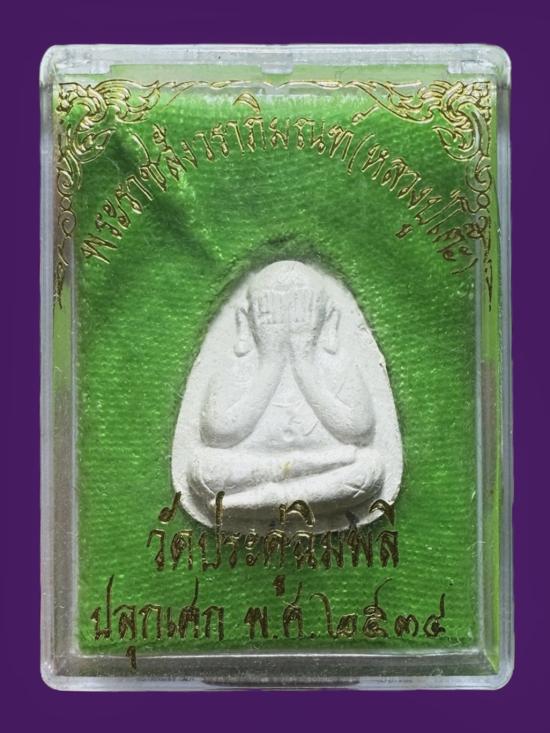 พระราชสังวราภิมณฑ์(หลวงปู่โต๊ะ)
วัดประดู่ฉิมพลี
ปลุกเศก พ.ศ.๒๕๓๔